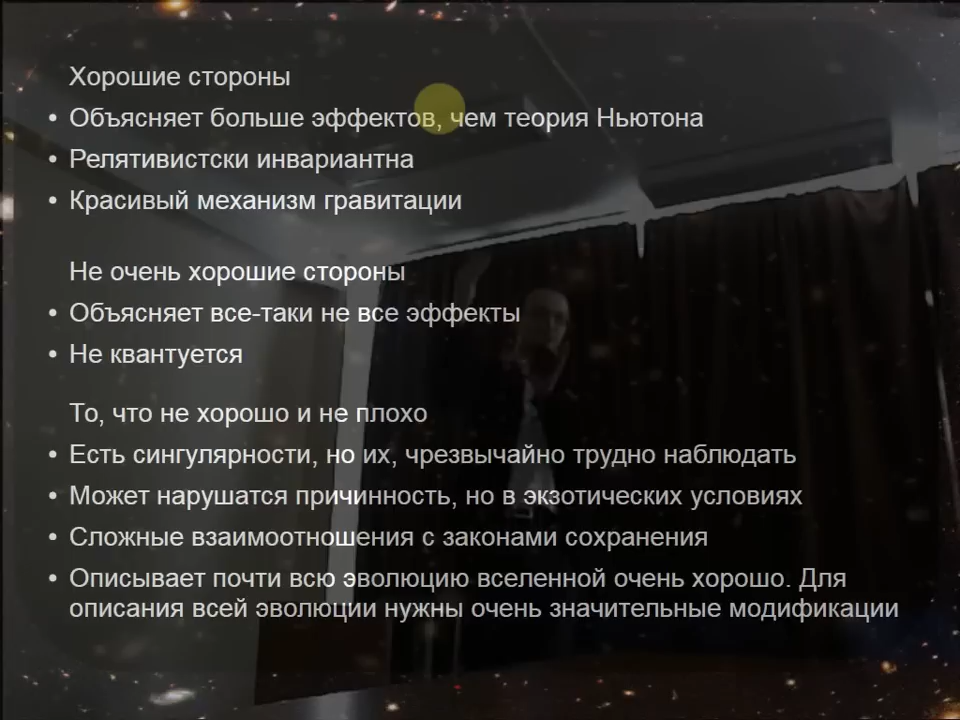 Хорошие стороны
• Объясняет больше эффектов, чем теория Ньютона
• Релятивистски инвариантна
• Красивый механизм гравитации
Не очень хорошие стороны
• Объясняет все-таки не все эффекты
• Не квантуется
То, что не хорошо и не плохо
• Есть сингулярности, но их, чрезвычайно трудно наблюдать
• Может нарушатся причинность, но в экзотических условиях
• Сложные взаимоотношения с законами сохранения
• Описывает почти всю эволюцию вселенной очень хорошо. Для
описания всей эволюции нужны очень значительные модификации